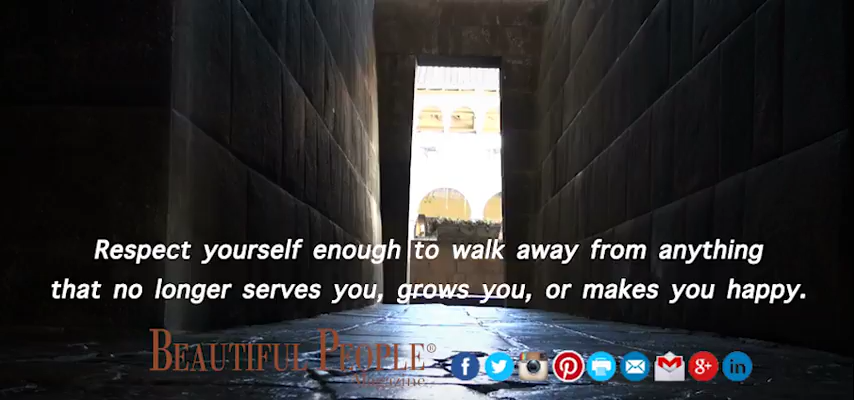 Respect yourself enough to walk away from anything
that no longer serves you, grows you, or makes you happy.
BEAUTIFUL PEOPLE®
Magazine.